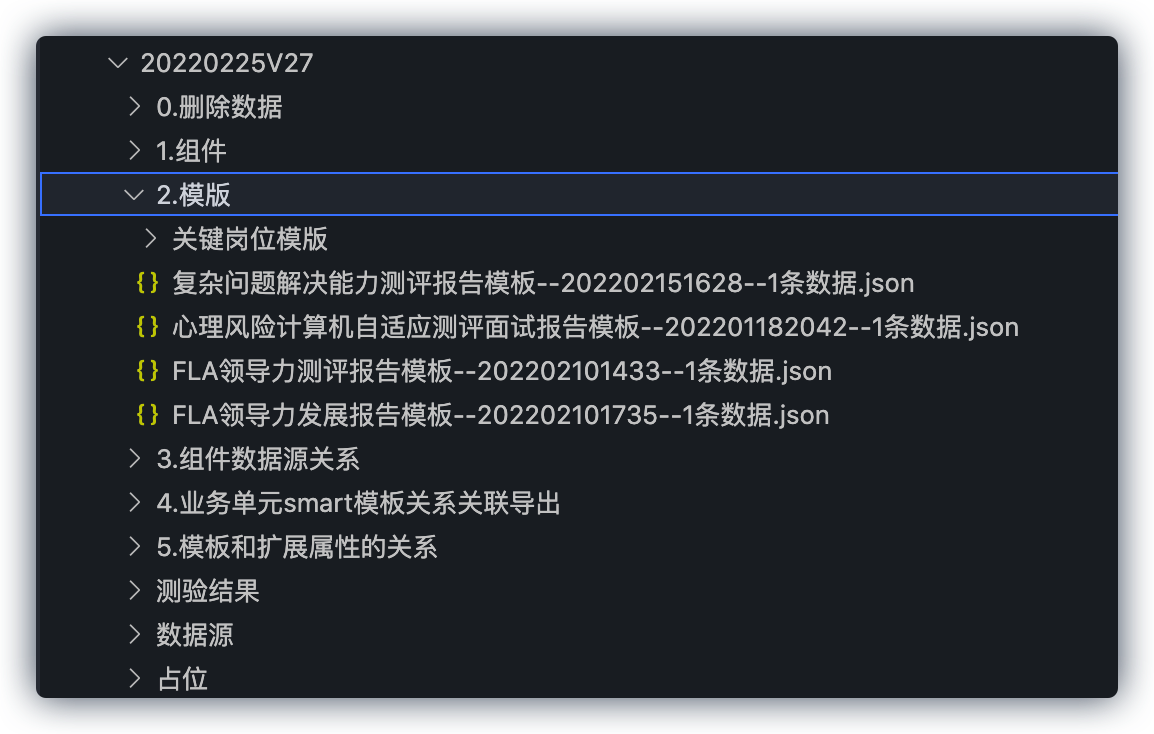 20220225V27
0.删除数据
1.组件
2.模版
关键岗位模版
{} 复杂问题解决能力测评报告模板--202202151628--1条数据.json
{} 心理风险计算机自适应测评面试报告模板--202201182042--1条数据.json
{} FLA领导力测评报告模板--202202101433--1条数据.json
{} FLA领导力发展报告模板--202202101735--1条数据.json
3.组件数据源关系
4.业务单元smart模板关系关联导出
5.模板和扩展属性的关系
测验结果
数据源
占位